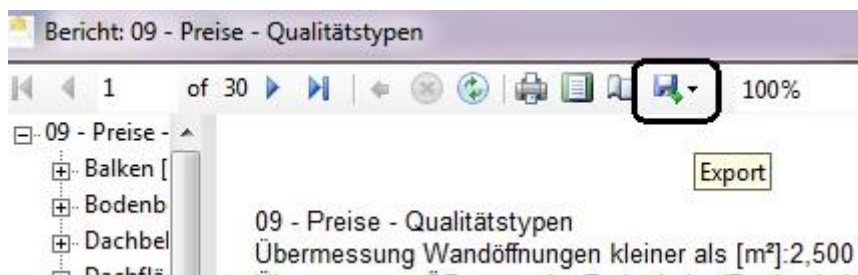 Bericht: 09 - Preise - Qualitätstypen
1 of 30 100%
09 - Preise -
Balken [
Export
Bodenb
09 - Preise - Qualitätstypen
Dachbel
Übermessung Wandöffnungen kleiner als [m²]:2,500
Dachflä